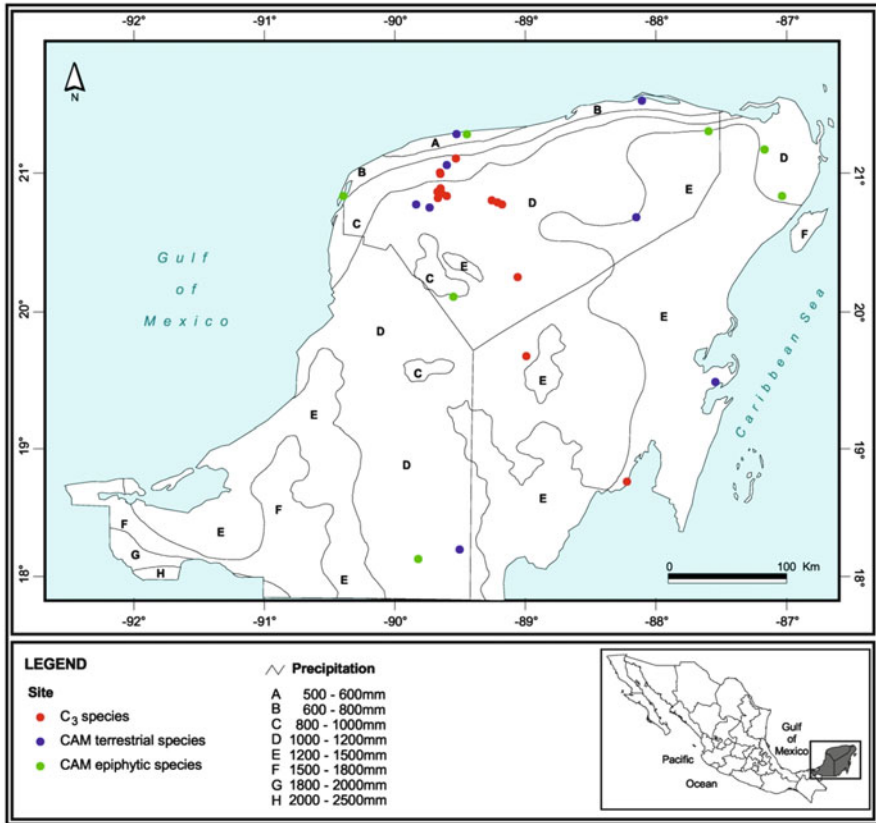 -92° -91° -90° -89° -88° -87°
N
B
B
A
21° 21°
B
D
D
E
C
F
Gulf
of
Mexico
E
C
20° 20°
E
D
C
E
Caribbean Sea
E
19° 19°
D
F
E
F
E
G
0 100 Km
18° 18°
H
E
-92° -91° -90° -89° -88° -87°
LEGEND
Site
C3 species
CAM terrestrial species
CAM epiphytic species
Precipitation
A 500 - 600mm
B 600 - 800mm
C 800 - 1000mm
D 1000 - 1200mm
E 1200 - 1500mm
F 1500 - 1800mm
G 1800 - 2000mm
H 2000 - 2500mm
Gulf
of
Mexico
Pacific
Ocean